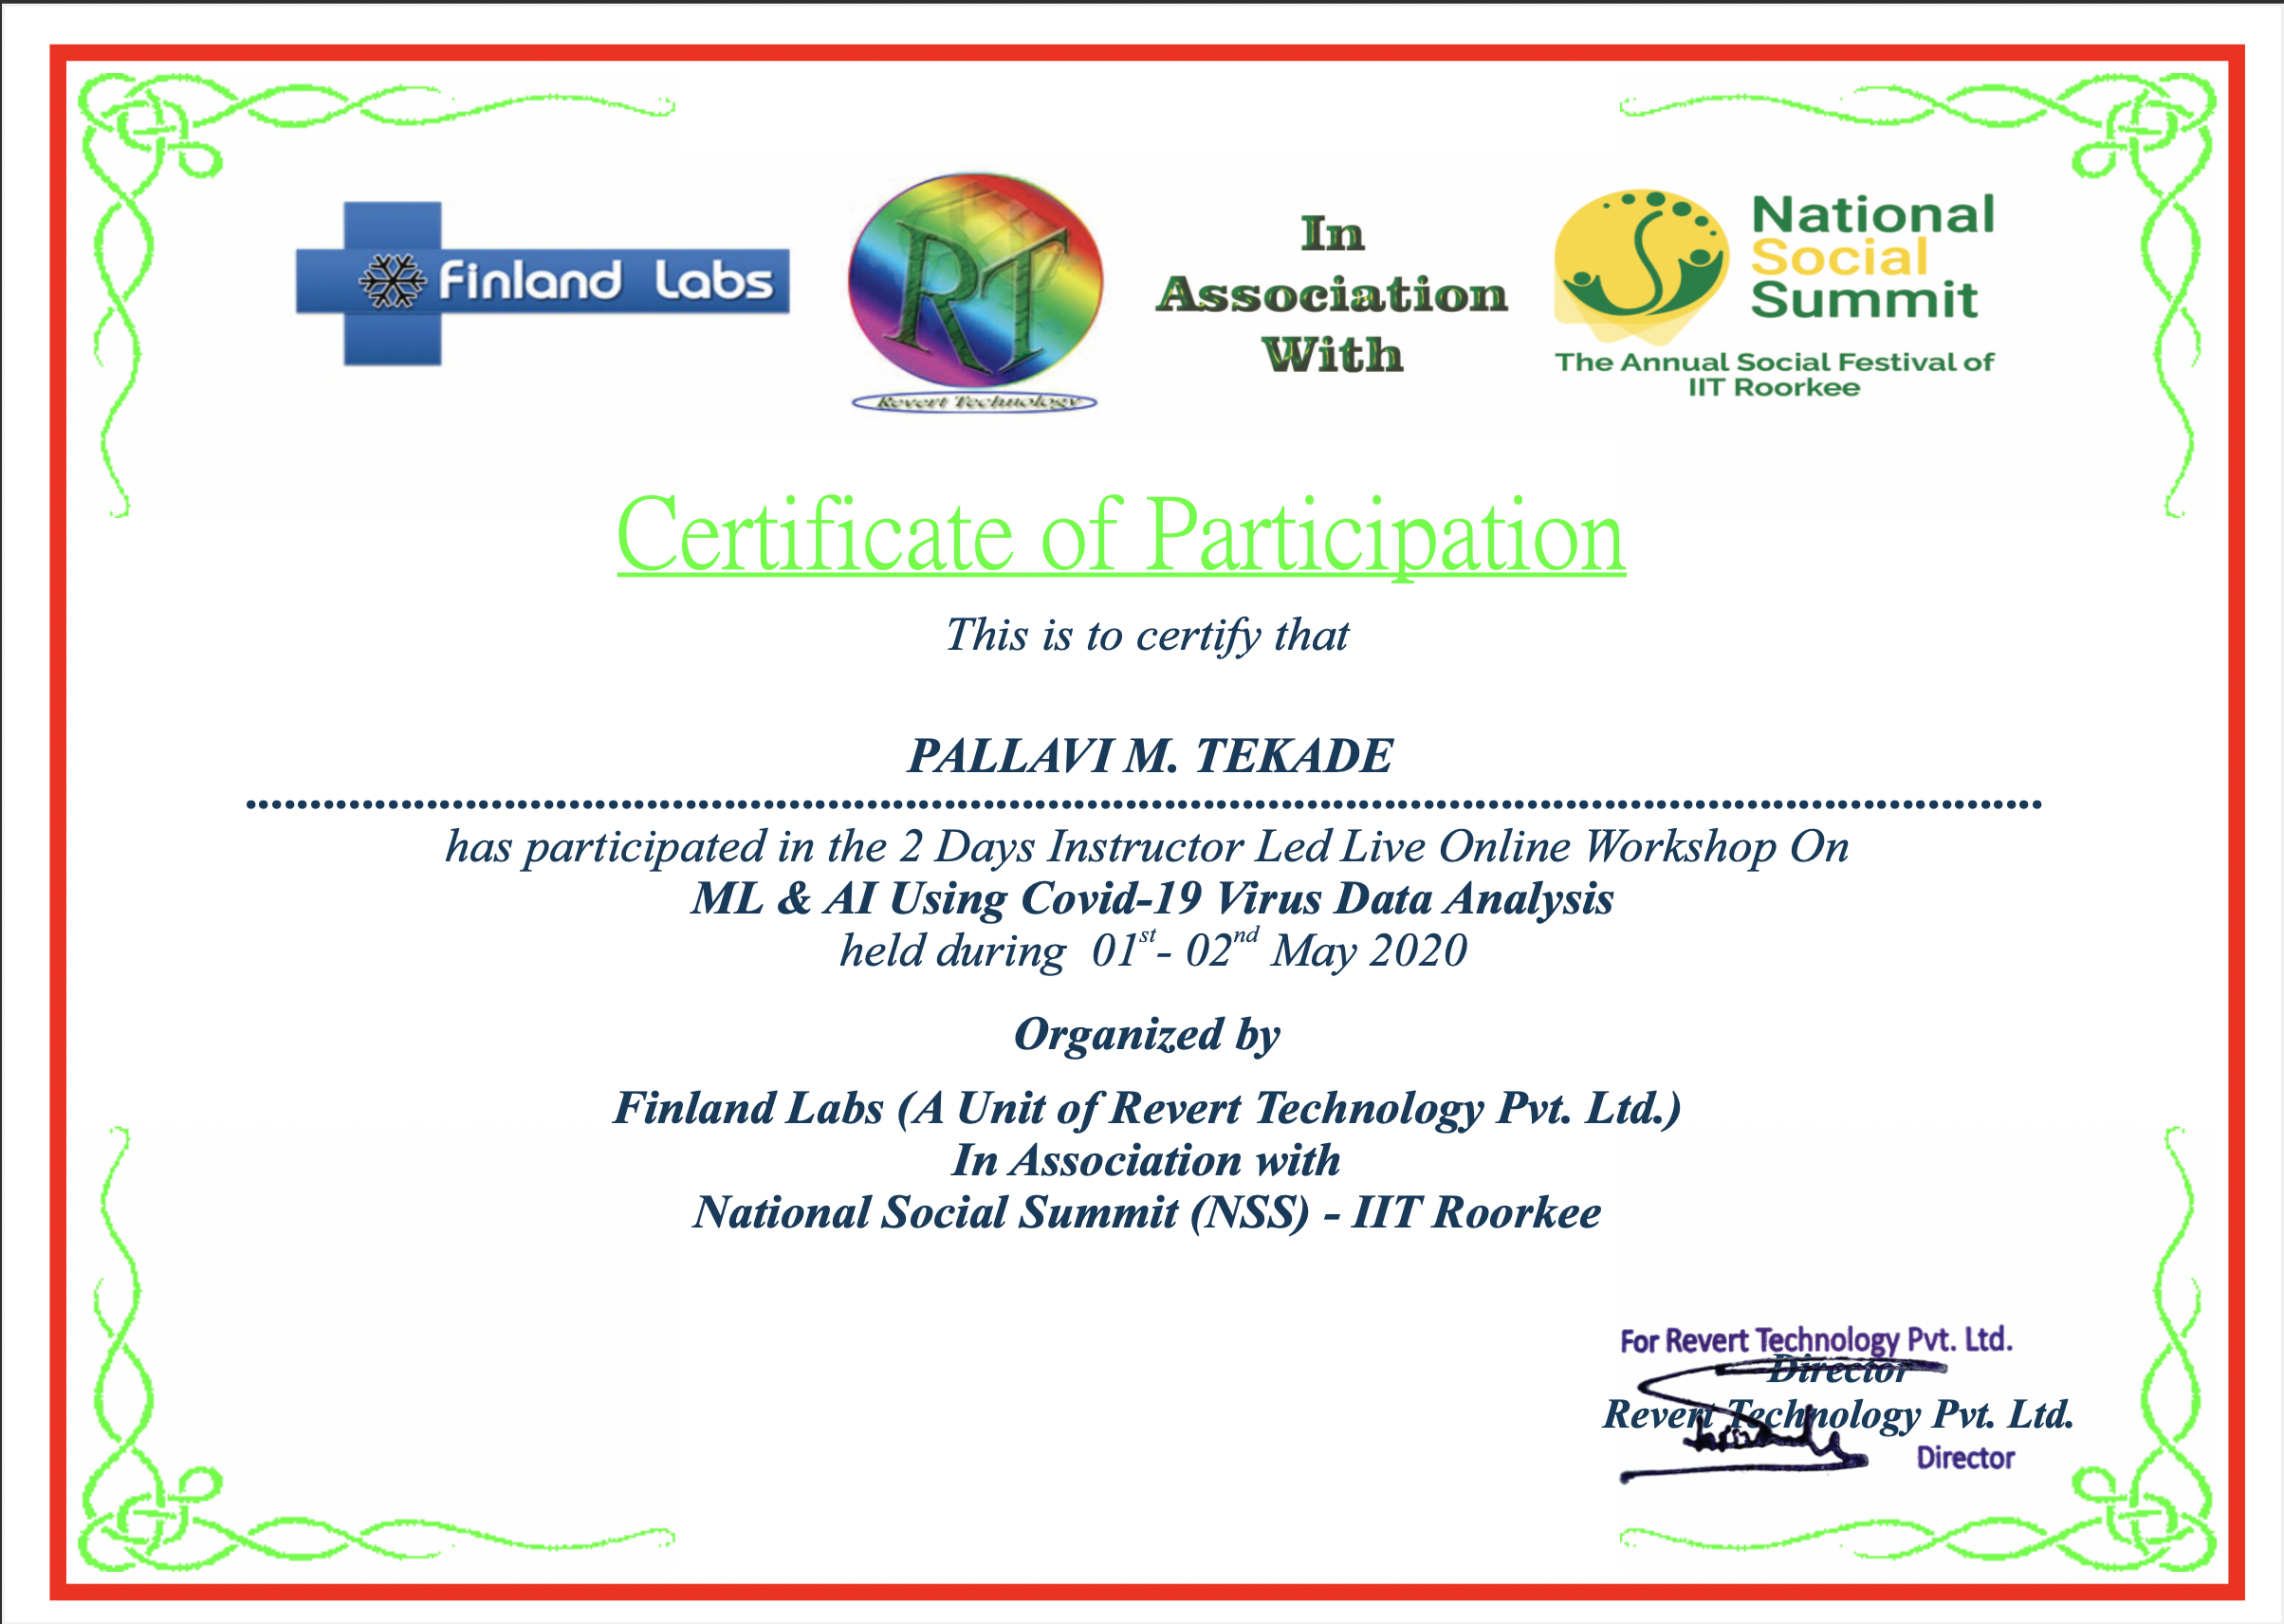 Finland Labs
RT
Revert Technology
In
Association
With
National
Social
Summit
The Annual Social Festival of
IIT Roorkee
Certificate of Participation
This is to certify that
PALLAVI M. TEKADE
has participated in the 2 Days Instructor Led Live Online Workshop On
ML & AI Using Covid-19 Virus Data Analysis
held during 01st- 02nd May 2020
Organized by
Finland Labs (A Unit of Revert Technology Pvt. Ltd.)
In Association with
National Social Summit (NSS) - IIT Roorkee
For Revert Technology Pvt. Ltd.
Director
Revert Technology Pvt. Ltd.
Director